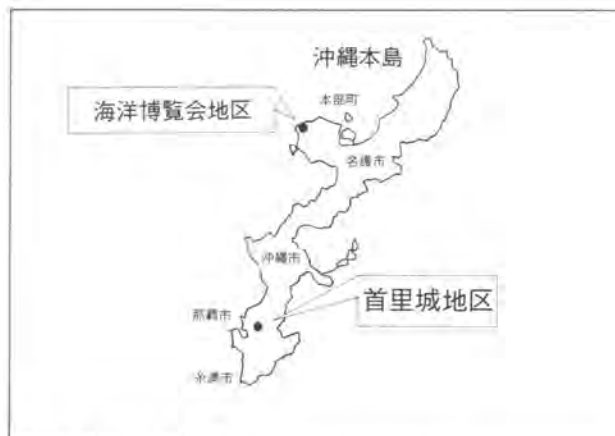 沖縄本島
本部町
海洋博覧会地区
名護市
沖縄市
首里城地区
那覇市
糸満市